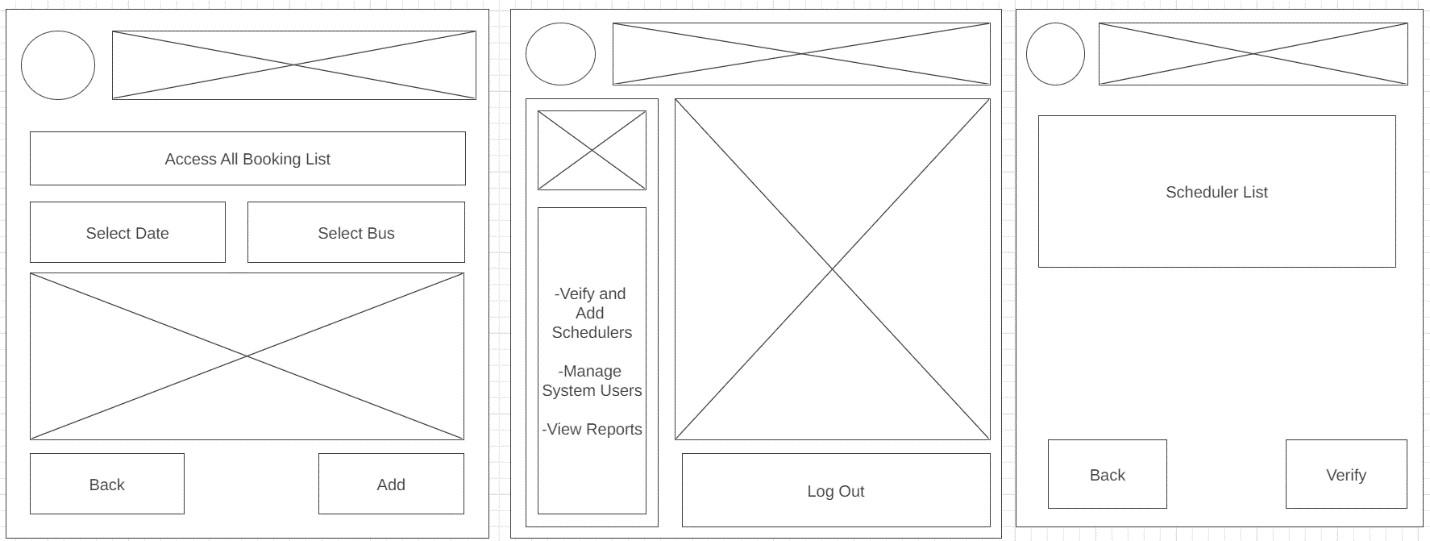 Access All Booking List
Select Date
Select Bus
Back
Add
-Veify and
Add
Schedulers
-Manage
System Users
-View Reports
Log Out
Scheduler List
Back
Verify